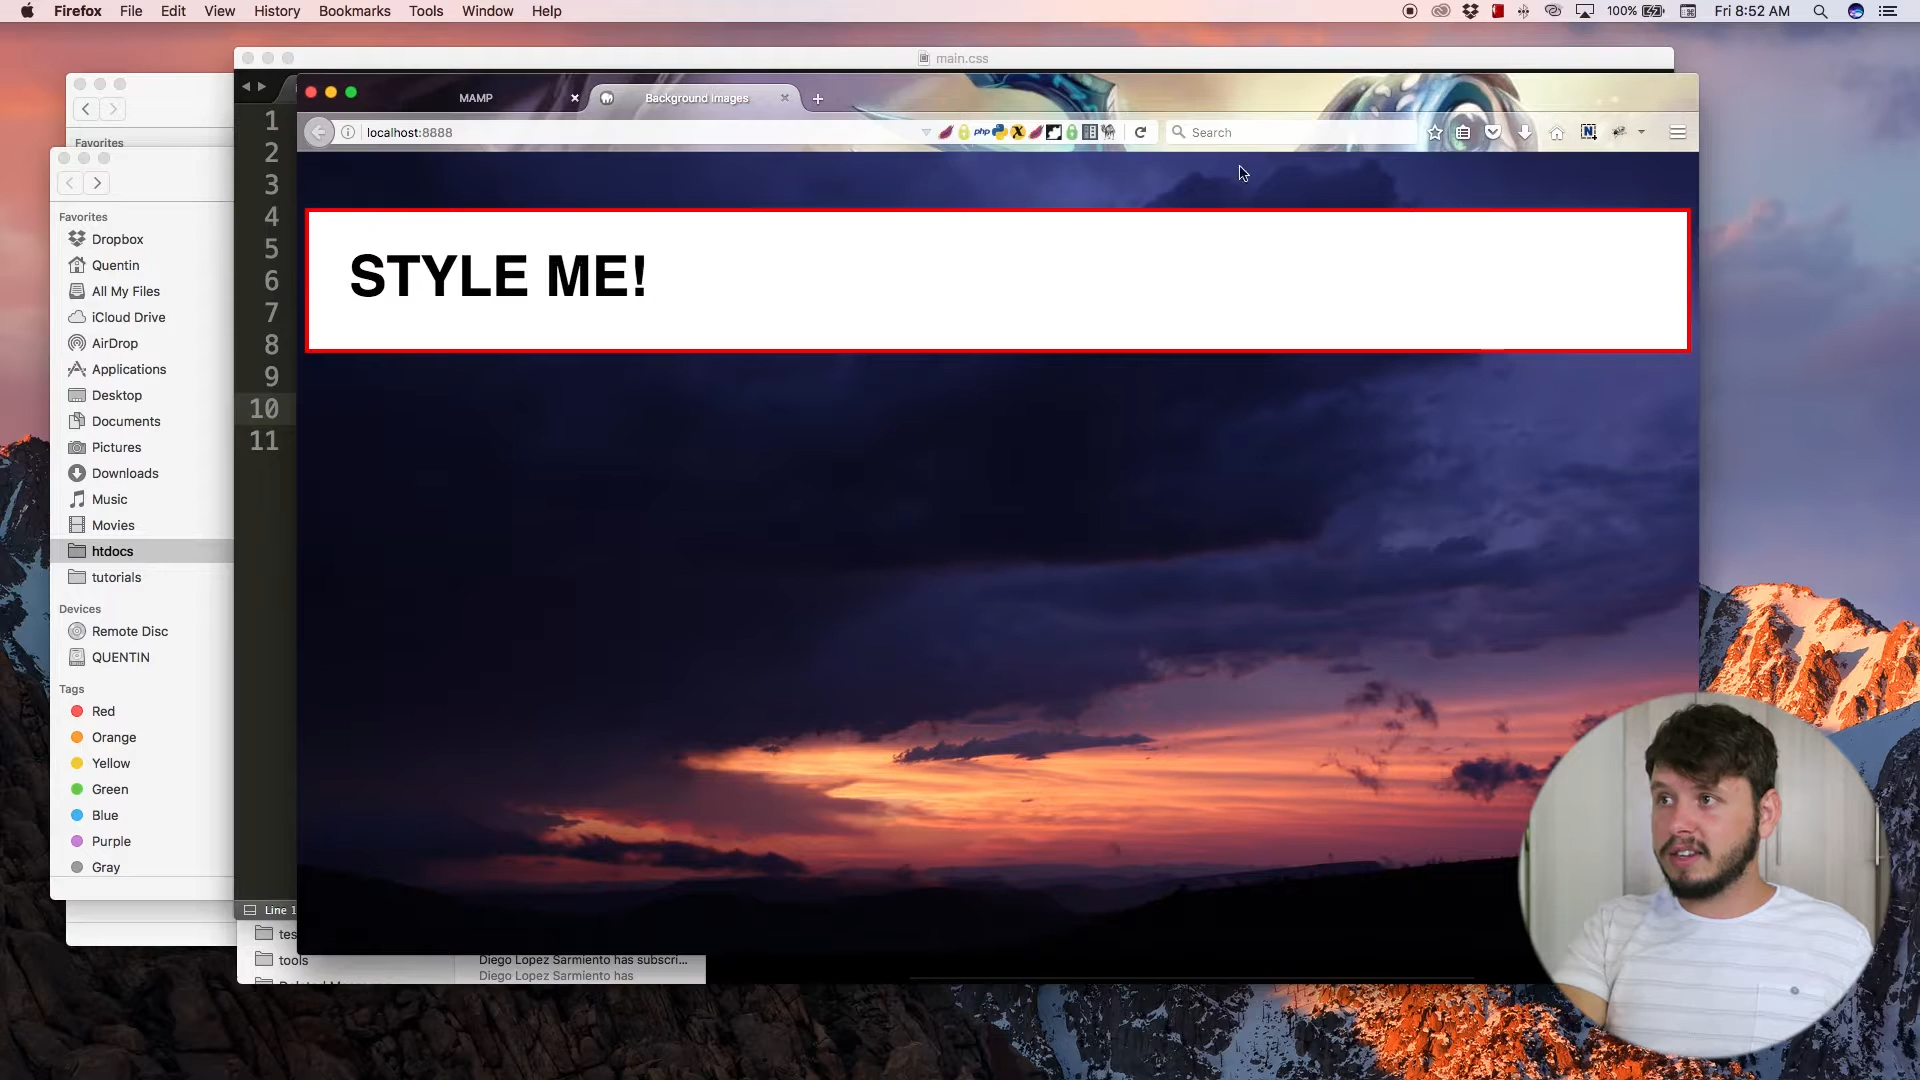 Firefox File Edit View History Bookmarks Tools Window Help
100% Fri 8:52 AM
main.css
MAMP
Background Images
localhost:8888
php
Search
Favorites
Favorites
Dropbox
Quentin
All My Files
iCloud Drive
AirDrop
Applications
Desktop
Documents
Pictures
Downloads
Music
Movies
htdocs
tutorials
Devices
Remote Disc
QUENTIN
Tags
Red
Orange
Yellow
Green
Blue
Purple
Gray
1
2
3
4
5
6
7
8
9
10
11
STYLE ME!
Line 1
tes
tools
Diego Lopez Sarmiento has subscri...
Diego Lopez Sarmiento has